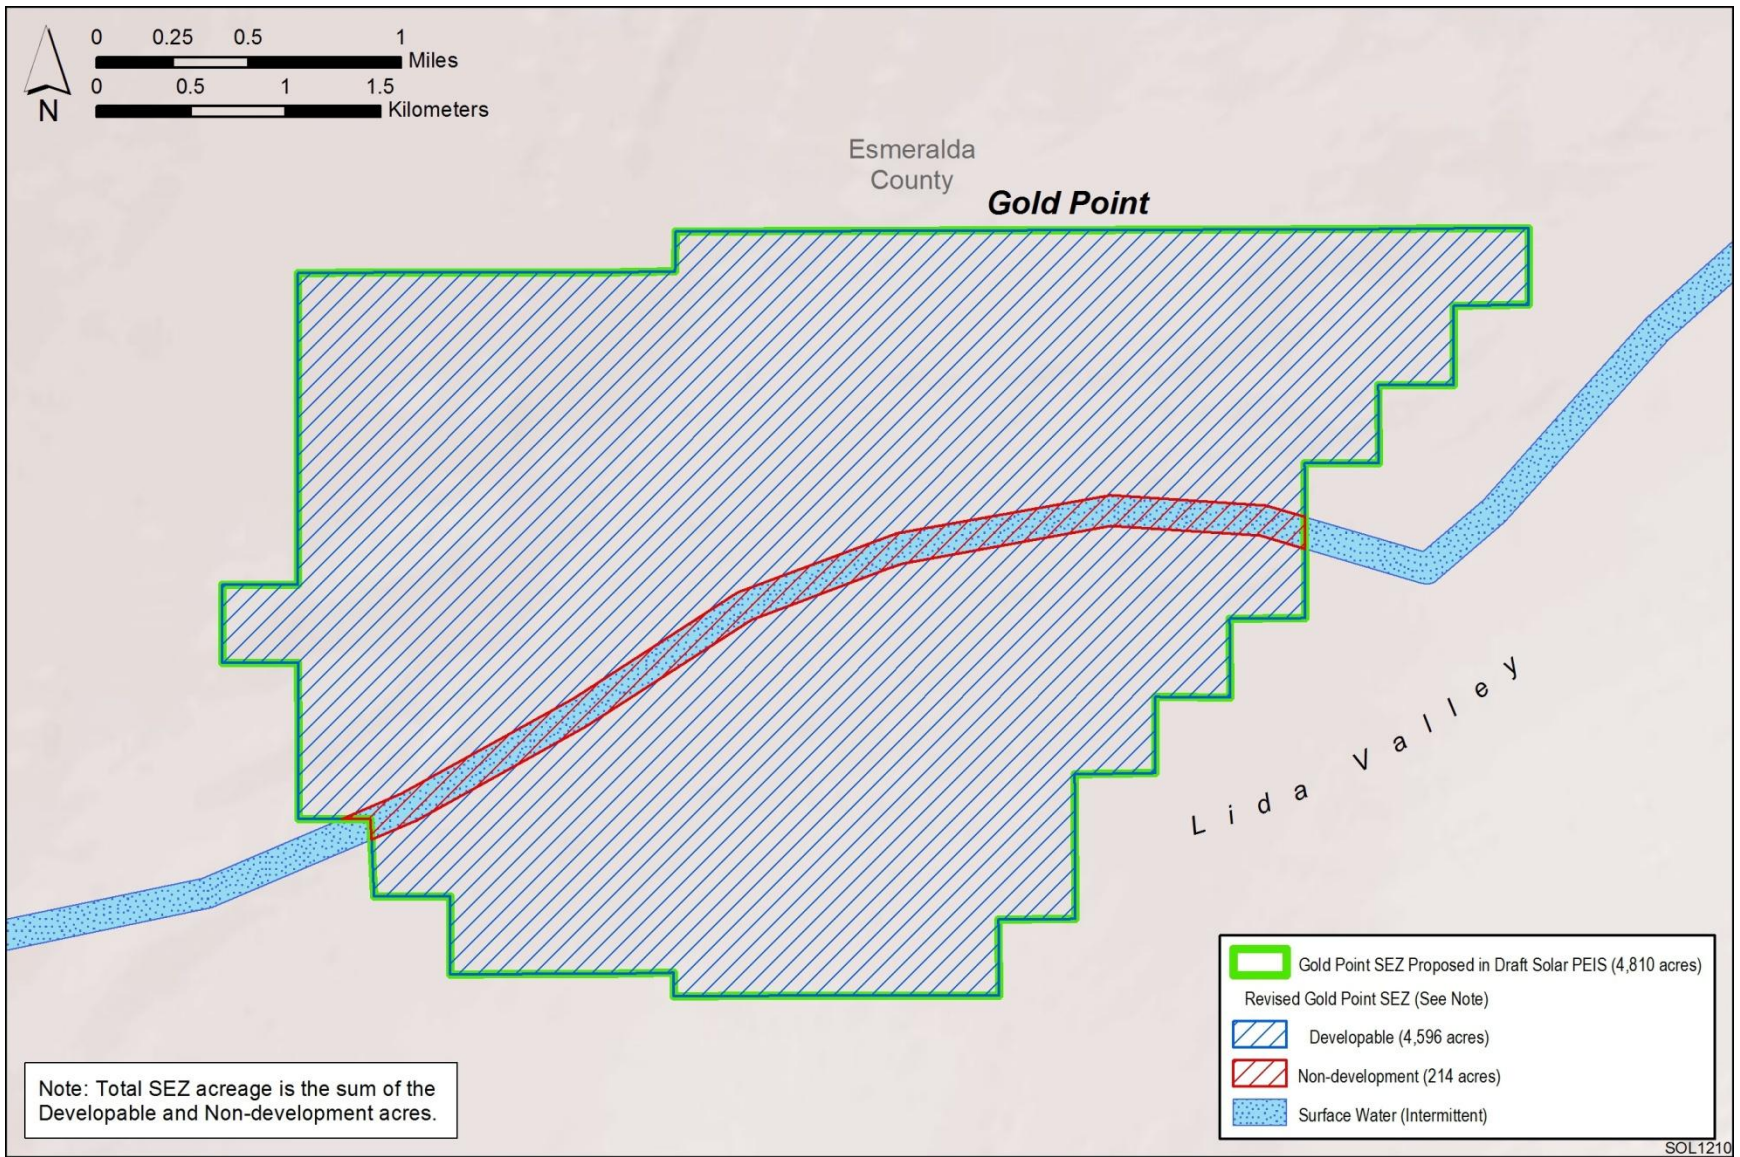 0 0.25 0.5 1
Miles
0 0.5 1 1.5
Kilometers
N
Esmeralda
County
Gold Point
Lida Valley
Gold Point SEZ Proposed in Draft Solar PEIS (4,810 acres)
Revised Gold Point SEZ (See Note)
Developable (4,596 acres)
Non-development (214 acres)
Surface Water (Intermittent)
Note: Total SEZ acreage is the sum of the
Developable and Non-development acres.
SOL1210